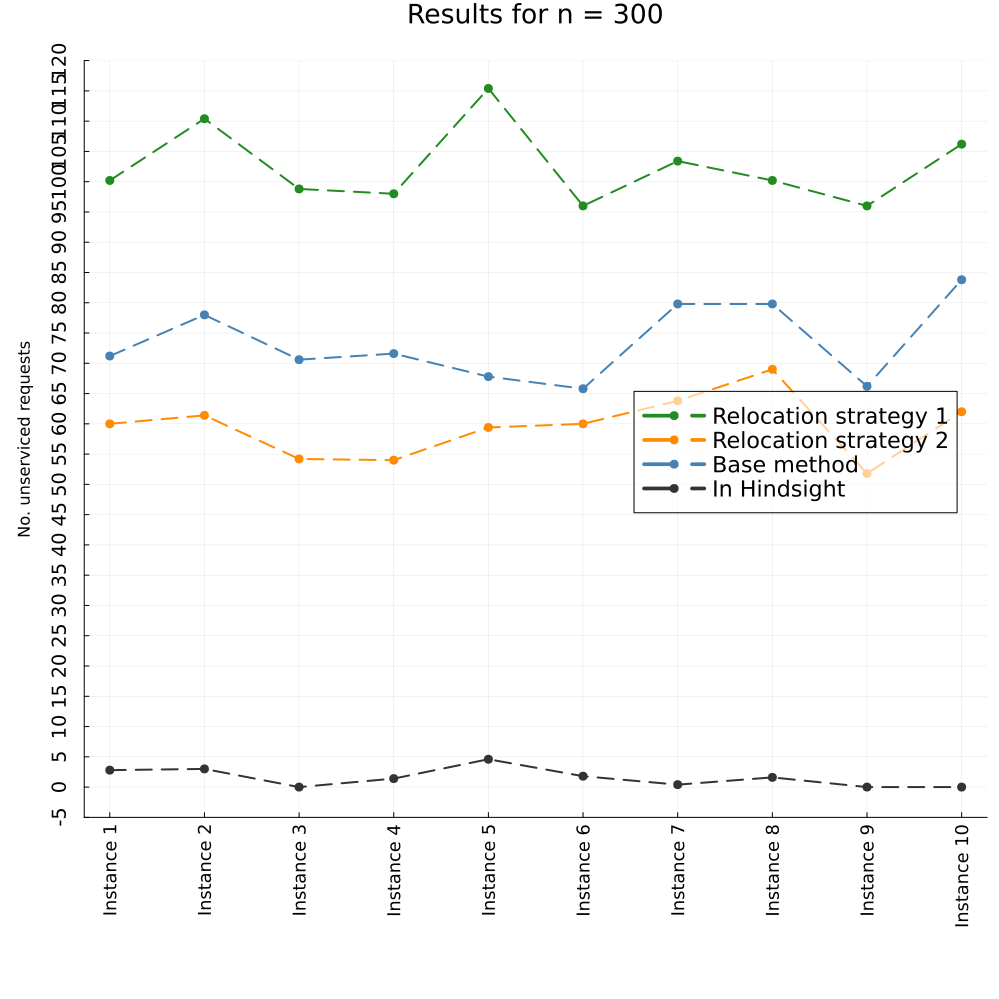 Results for n = 300
No. unserviced requests
120
115
110
105
100
95
90
85
80
75
70
65
60
55
50
45
40
35
30
25
20
15
10
5
0
-5
Relocation strategy 1
Relocation strategy 2
Base method
In Hindsight
Instance 1
Instance 2
Instance 3
Instance 4
Instance 5
Instance 6
Instance 7
Instance 8
Instance 9
Instance 10